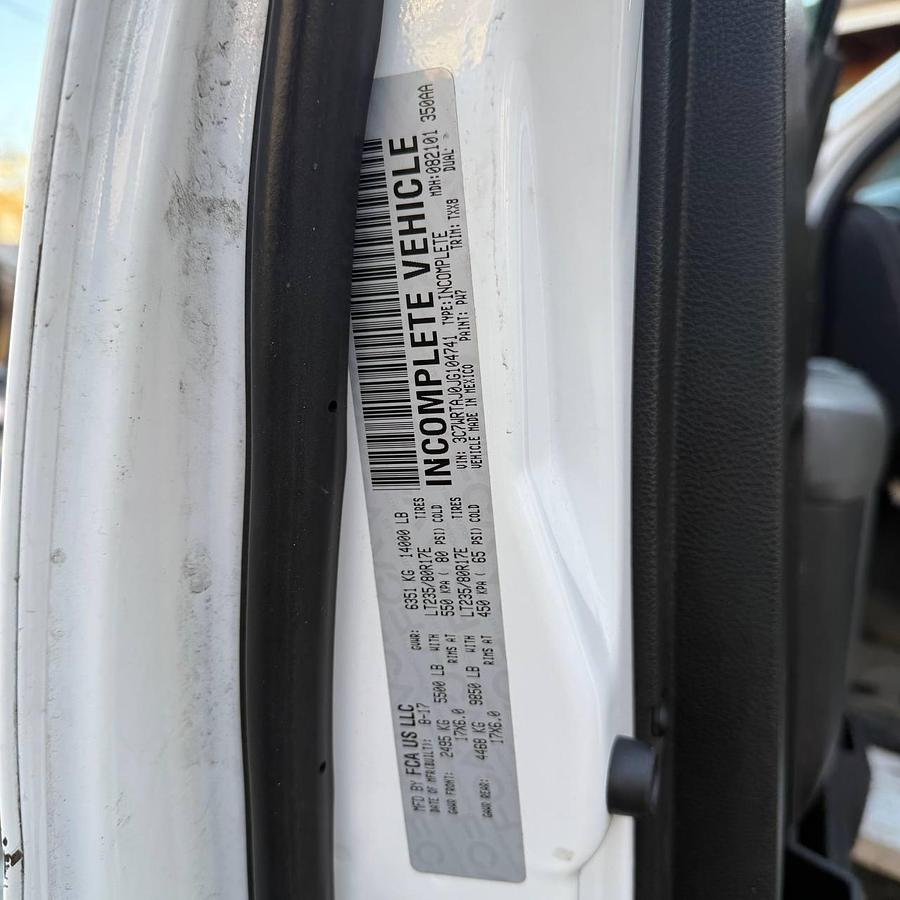 MFD BY FCA US LLC
DATE OF MFR(BUILT): 8-17
GVWR: 6351 KG 14000 LB
GAWR FRONT: 2495 KG 5500 LB WITH LT235/80R17E TIRES
17X6.0 RIMS AT 550 KPA ( 80 PSI) COLD
GAWR REAR: 4468 KG 9850 LB WITH LT235/80R17E TIRES
17X6.0 RIMS AT 450 KPA ( 65 PSI) COLD
INCOMPLETE VEHICLE
MDH:082101 350AA
VIN: 3C7WRTAJ0JG104741 TYPE:INCOMPLETE DUAL
VEHICLE MADE IN MEXICO PAINT: PW7 TRIM: TXX8